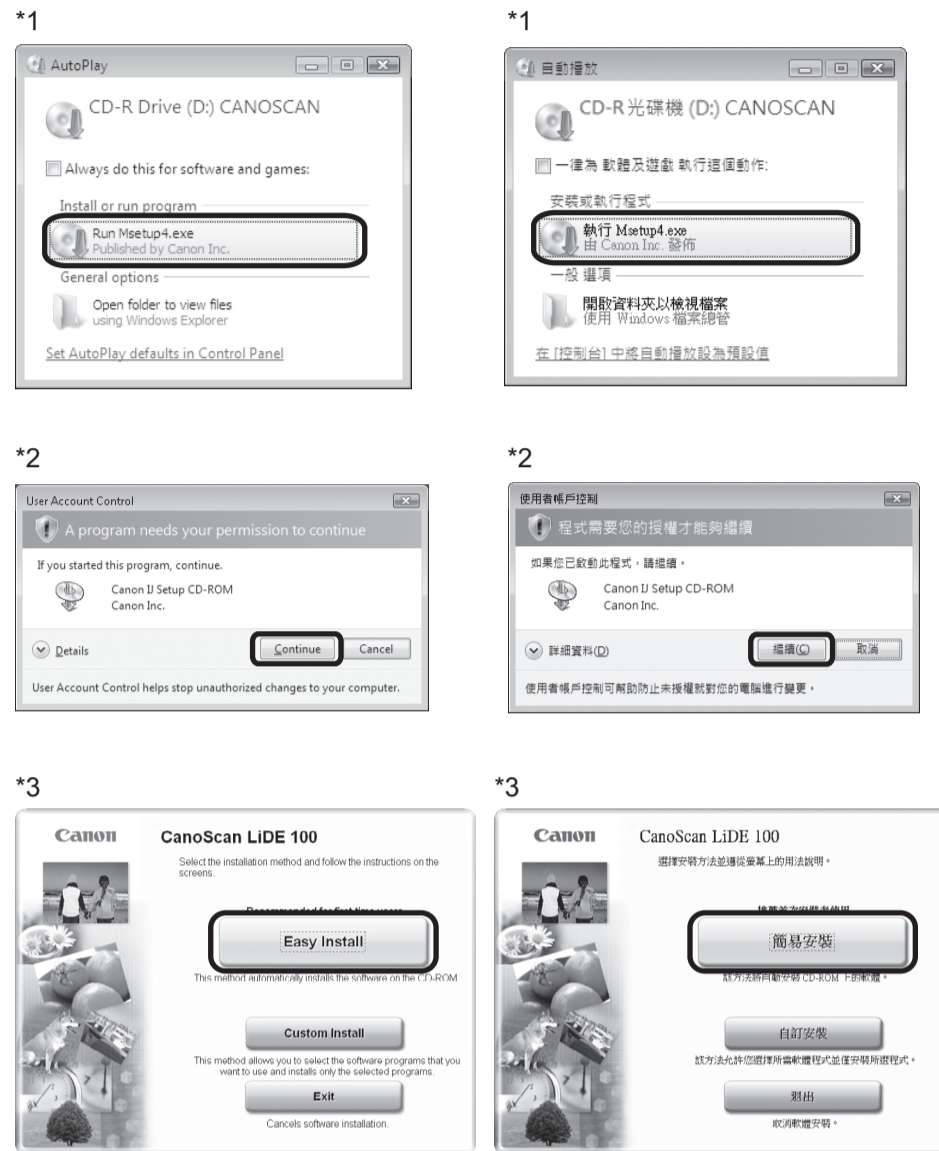 *1
AutoPlay
CD-R Drive (D:) CANOSCAN
Always do this for software and games:
Install or run program
Run Msetup4.exe
Published by Canon Inc.
General options
Open folder to view files
using Windows Explorer
Set AutoPlay defaults in Control Panel
*1
自動播放
CD-R 光碟機 (D:) CANOSCAN
一律為 軟體及遊戲 執行這個動作:
安裝或執行程式
執行 Msetup4.exe
由 Canon Inc. 發佈
一般 選項
開啟資料夾以檢視檔案
使用 Windows 檔案總管
在 [控制台] 中將自動播放設為預設值
*2
User Account Control
A program needs your permission to continue
If you started this program, continue.
Canon IJ Setup CD-ROM
Canon Inc.
Details
Continue
Cancel
User Account Control helps stop unauthorized changes to your computer.
*2
使用者帳戶控制
程式需要您的授權才能夠繼續
如果您已啟動此程式，請繼續。
Canon IJ Setup CD-ROM
Canon Inc.
詳細資料(D)
繼續(C)
取消
使用者帳戶控制可幫助防止未授權就對您的電腦進行變更。
*3
Canon
CanoScan LiDE 100
Select the installation method and follow the instructions on the
screens.
Recommended for first-time users
Easy Install
This method automatically installs the software on the CD-ROM
Custom Install
This method allows you to select the software programs that you
want to use and installs only the selected programs.
Exit
Cancels software installation.
*3
Canon
CanoScan LiDE 100
選擇安裝方法並遵從螢幕上的用法說明。
推薦首次安裝者使用
簡易安裝
該方法將自動安裝 CD-ROM 上的軟體。
自訂安裝
該方法允許您選擇所需軟體程式並僅安裝所選程式。
退出
取消軟體安裝。